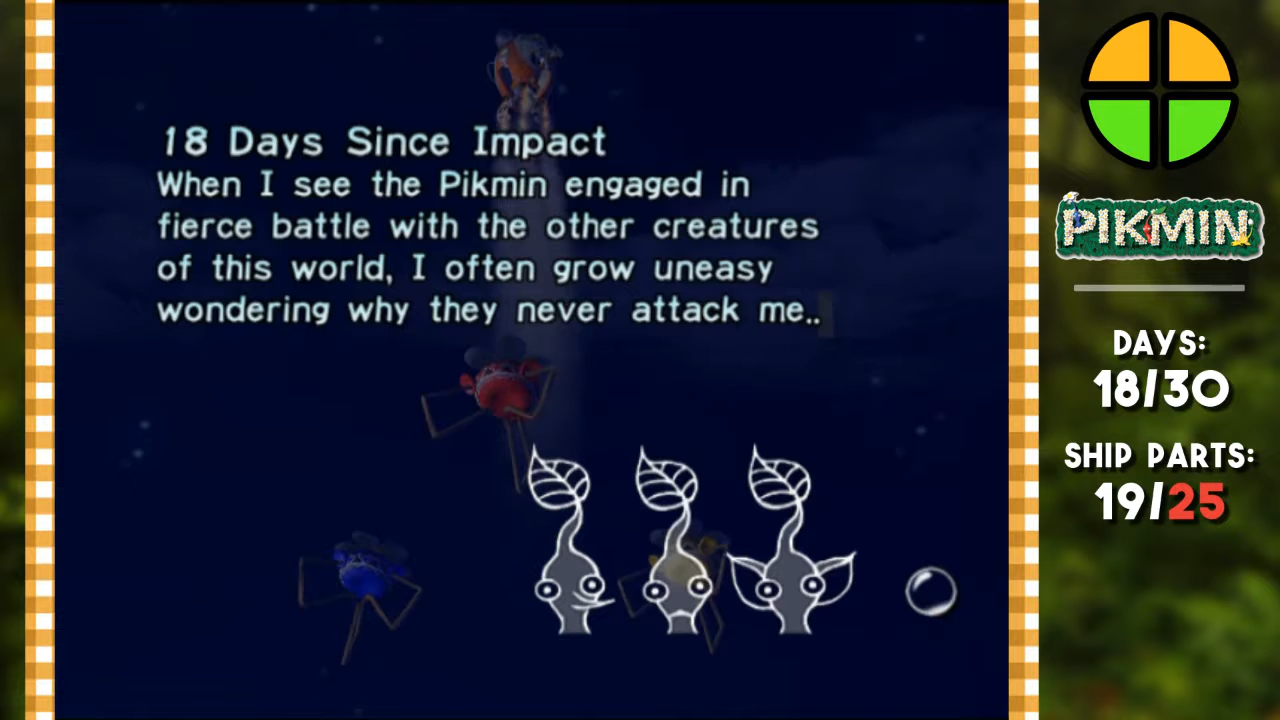 18 Days Since Impact
When I see the Pikmin engaged in
fierce battle with the other creatures
of this world, I often grow uneasy
wondering why they never attack me..
PIKMIN
DAYS:
18/30
SHIP PARTS:
19/25